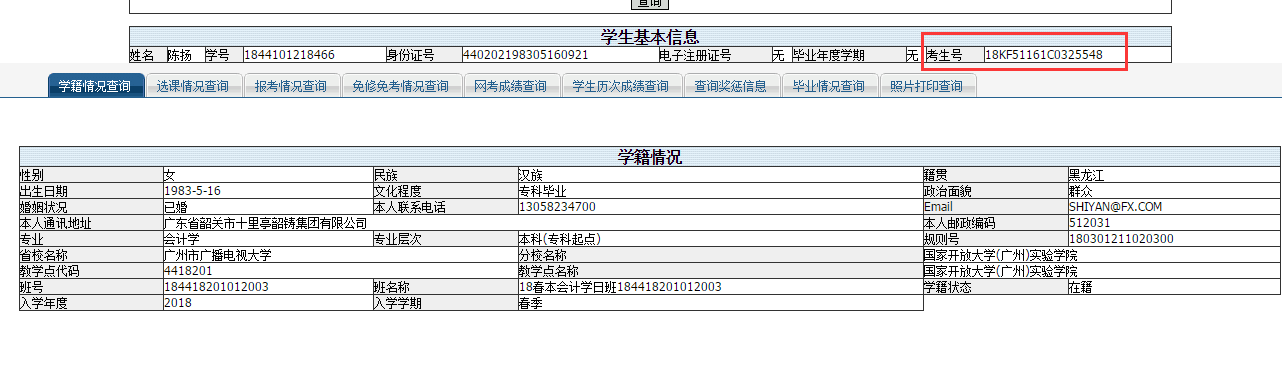 查询
学生基本信息
姓名 陈扬 学号 1844101218466 身份证号 440202198305160921 电子注册证号 无 毕业年度学期 无 考生号 18KF51161C0325548
学籍情况查询 选课情况查询 报考情况查询 免修免考情况查询 网考成绩查询 学生历次成绩查询 查询奖惩信息 毕业情况查询 照片打印查询
学籍情况
性别 女 民族 汉族 籍贯 黑龙江
出生日期 1983-5-16 文化程度 专科毕业 政治面貌 群众
婚姻状况 已婚 本人联系电话 13058234700 Email SHIYAN@FX.COM
本人通讯地址 广东省韶关市十里亭韶铸集团有限公司 本人邮政编码 512031
专业 会计学 专业层次 本科(专科起点) 规则号 180301211020300
省校名称 广州市广播电视大学 分校名称 国家开放大学(广州)实验学院
教学点代码 4418201 教学点名称 国家开放大学(广州)实验学院
班号 184418201012003 班名称 18春本会计学日班184418201012003 学籍状态 在籍
入学年度 2018 入学学期 春季